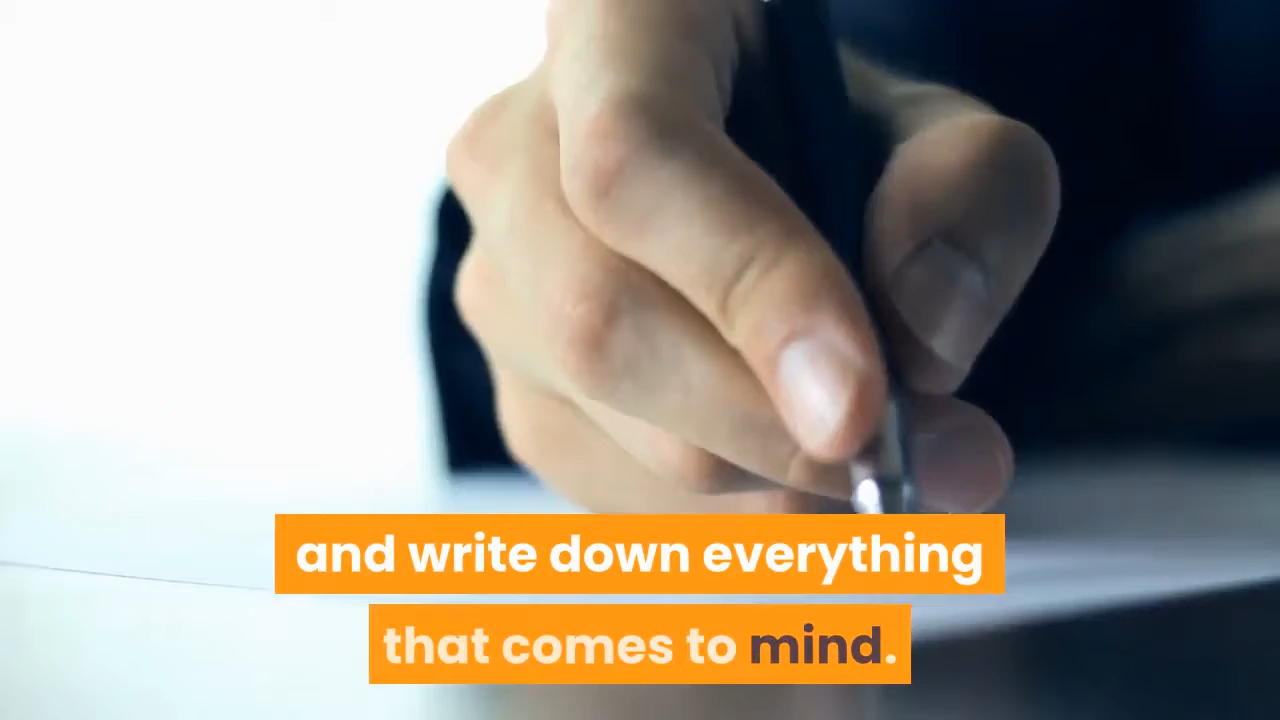 and write down everything
that comes to mind.